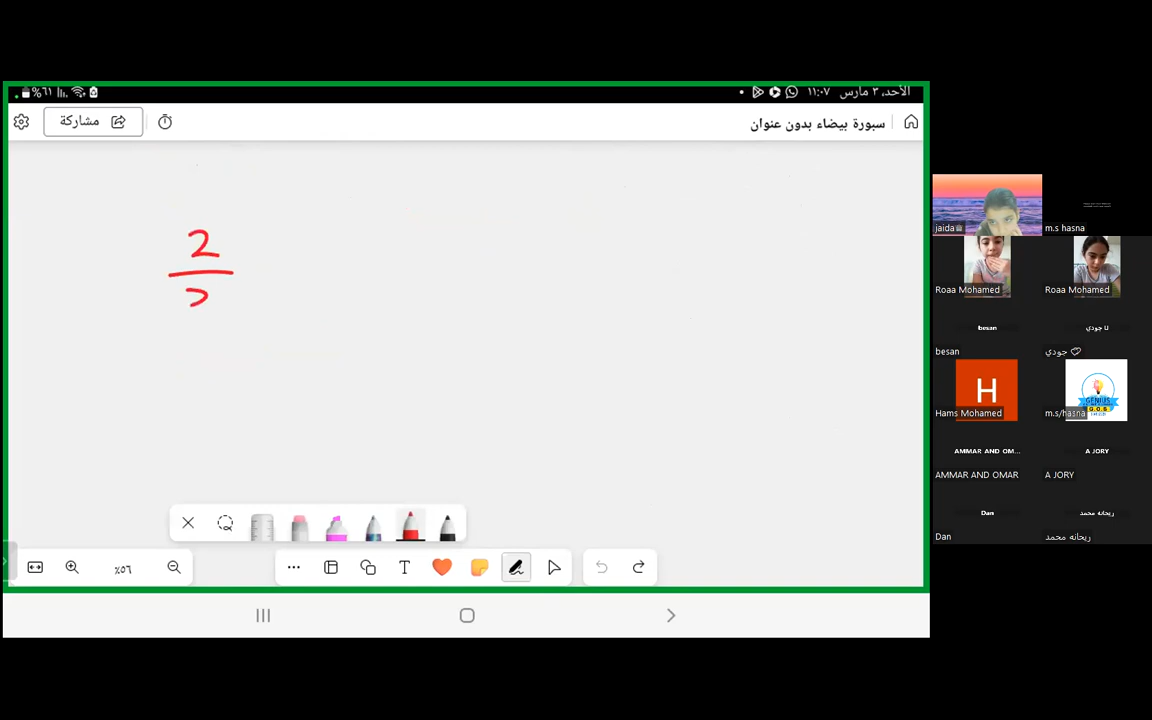 %٦١
الأحد، ٣ مارس ١١:٠٧
مشاركة
سبورة بيضاء بدون عنوان
2
٪٥٦
T
jaida
m.s hasna
Roaa Mohamed
Roaa Mohamed
besan
جودي U
besan
جودي
H
Hams Mohamed
GENIUS
G.O.S
m.s/hasna
AMMAR AND OM...
A JORY
AMMAR AND OMAR
A JORY
Dan
ريحانه محمد
Dan
ريحانه محمد